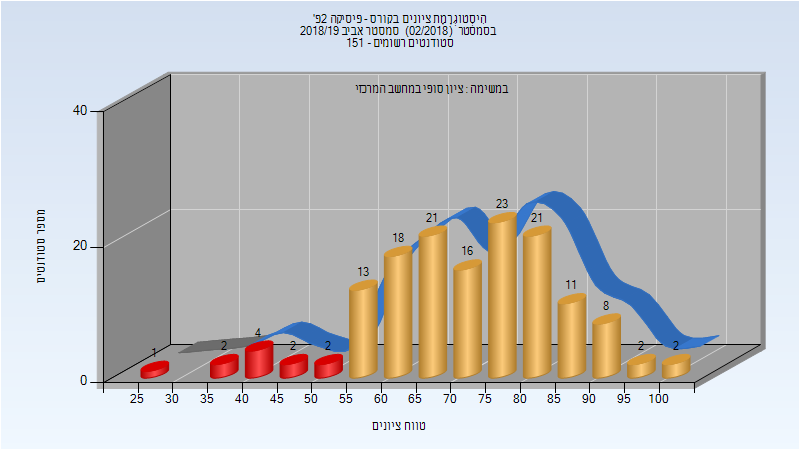 היסטוגרמת ציונים בקורס - פיסיקה 2פ'
בסמסטר (02/2018) סמסטר אביב 2018/19
סטודנטים רשומים - 151
במשימה : ציון סופי במחשב המרכזי
מספר סטודנטים
40
20
0
1
2
4
2
2
13
18
21
16
23
21
11
8
2
2
25 30 35 40 45 50 55 60 65 70 75 80 85 90 95 100
טווח ציונים